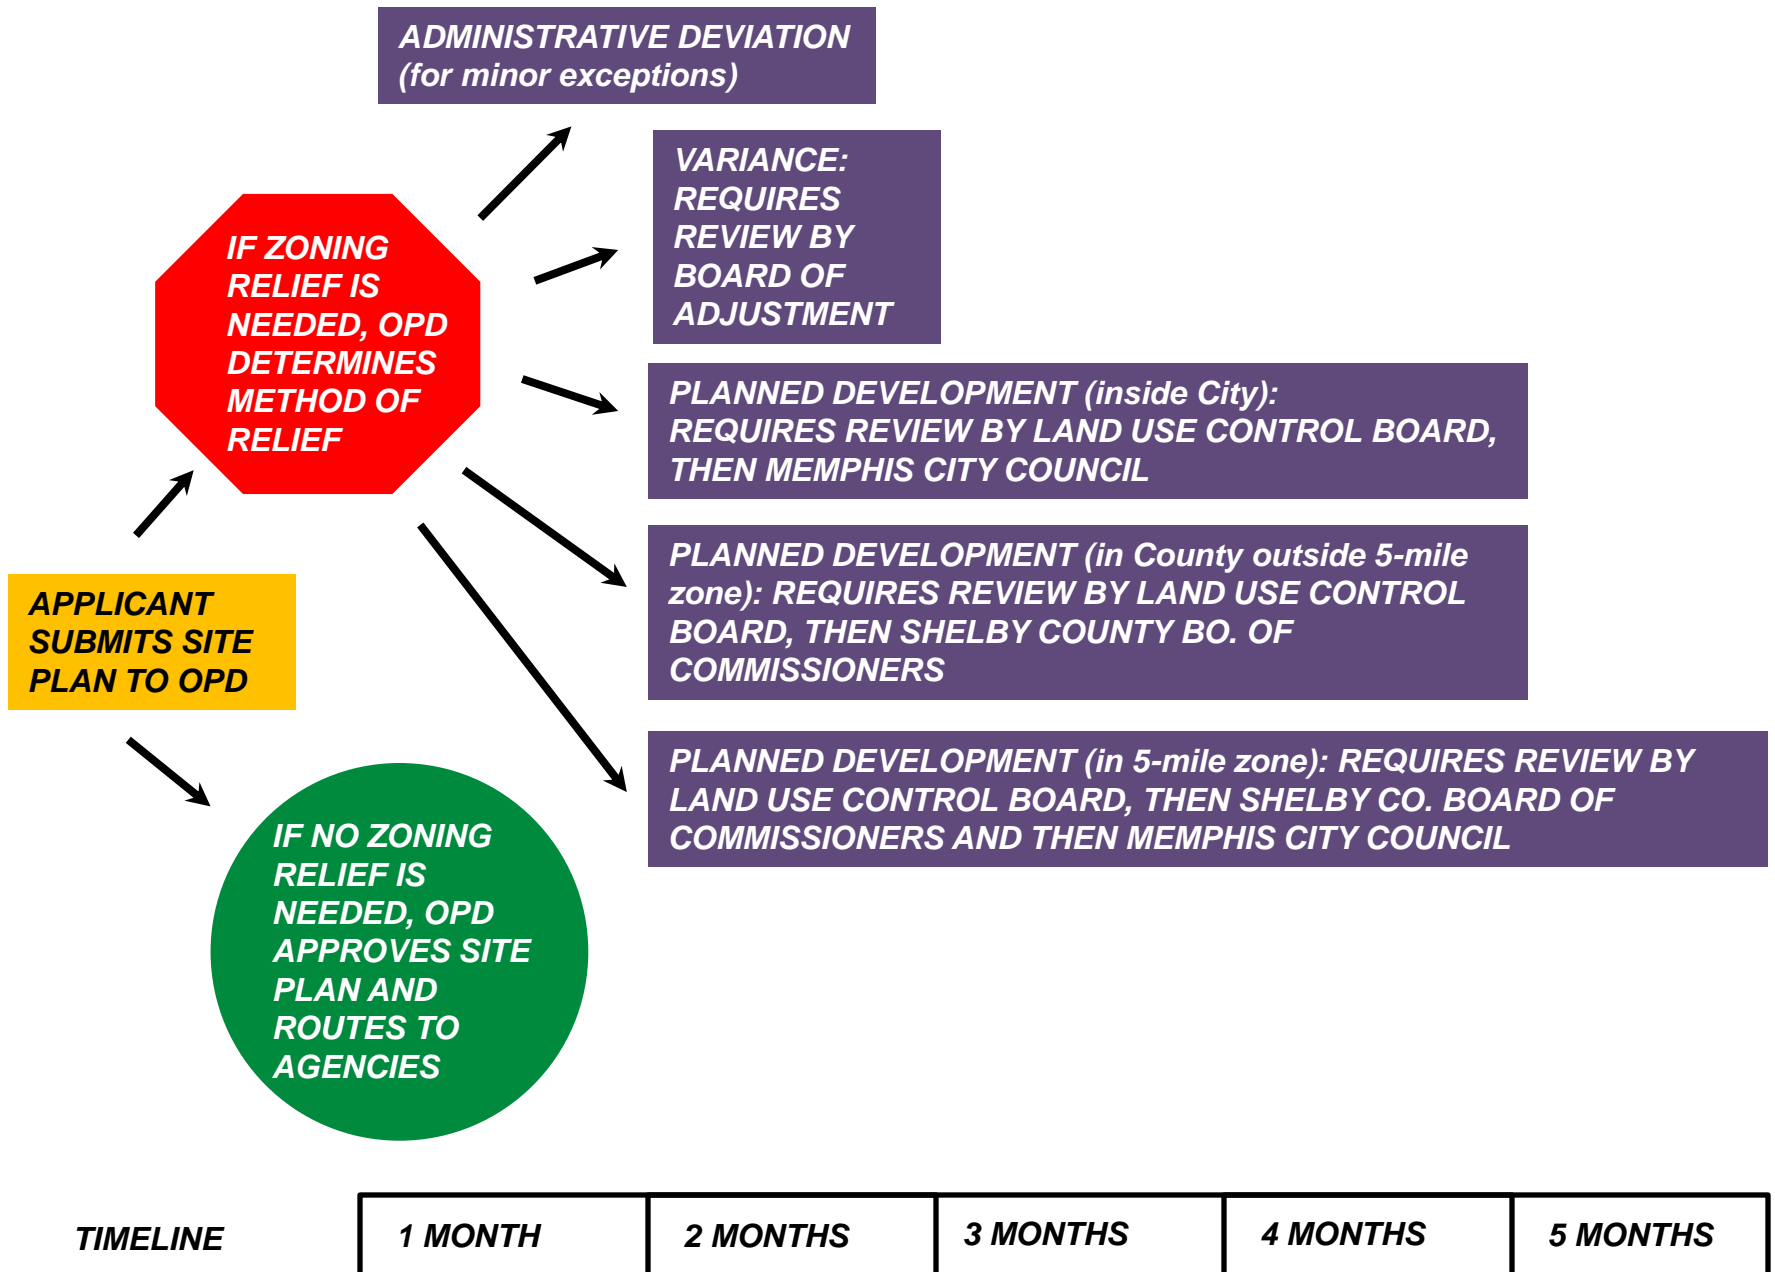 ADMINISTRATIVE DEVIATION
(for minor exceptions)
VARIANCE:
REQUIRES
REVIEW BY
BOARD OF
ADJUSTMENT
IF ZONING
RELIEF IS
NEEDED, OPD
DETERMINES
METHOD OF
RELIEF
PLANNED DEVELOPMENT (inside City):
REQUIRES REVIEW BY LAND USE CONTROL BOARD,
THEN MEMPHIS CITY COUNCIL
PLANNED DEVELOPMENT (in County outside 5-mile
zone): REQUIRES REVIEW BY LAND USE CONTROL
BOARD, THEN SHELBY COUNTY BO. OF
COMMISSIONERS
APPLICANT
SUBMITS SITE
PLAN TO OPD
PLANNED DEVELOPMENT (in 5-mile zone): REQUIRES REVIEW BY
LAND USE CONTROL BOARD, THEN SHELBY CO. BOARD OF
COMMISSIONERS AND THEN MEMPHIS CITY COUNCIL
IF NO ZONING
RELIEF IS
NEEDED, OPD
APPROVES SITE
PLAN AND
ROUTES TO
AGENCIES
TIMELINE
1 MONTH
2 MONTHS
3 MONTHS
4 MONTHS
5 MONTHS